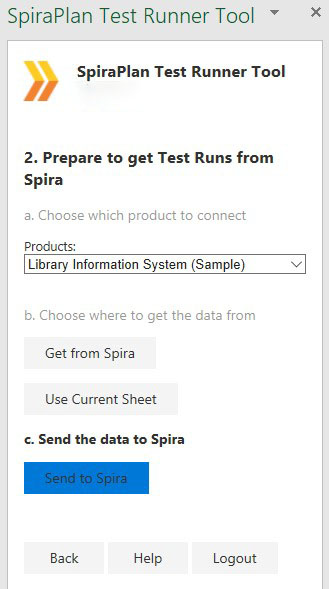 SpiraPlan Test Runner Tool
SpiraPlan Test Runner Tool
2. Prepare to get Test Runs from
Spira
a. Choose which product to connect
Products:
Library Information System (Sample)
b. Choose where to get the data from
Get from Spira
Use Current Sheet
c. Send the data to Spira
Send to Spira
Back Help Logout